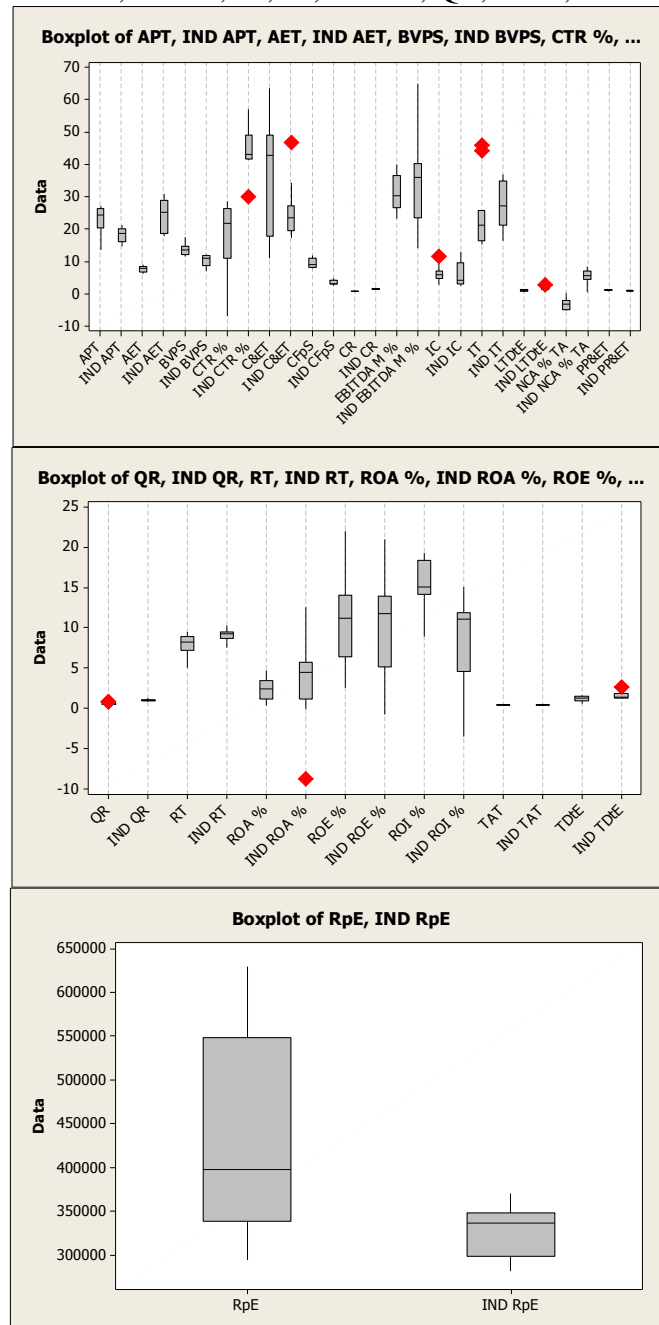 Boxplot of APT, IND APT, AET, IND AET, BVPS, IND BVPS, CTR %, ...
70
60
50
40
30
20
10
0
-10
Data
APT
IND APT
AET
IND AET
BVPS
IND BVPS
CTR %
IND CTR %
C&ET
IND C&ET
CFpS
IND CFpS
CR
IND CR
EBITDA M %
IND EBITDA M %
IC
IND IC
IT
IND IT
LTDtE
IND LTDtE
NCA % TA
IND NCA % TA
PP&ET
IND PP&ET
Boxplot of QR, IND QR, RT, IND RT, ROA %, IND ROA %, ROE %, ...
25
20
15
10
5
0
-5
-10
Data
QR
IND QR
RT
IND RT
ROA %
IND ROA %
ROE %
IND ROE %
ROI %
IND ROI %
TAT
IND TAT
TDtE
IND TDtE
Boxplot of RpE, IND RpE
650000
600000
550000
500000
450000
400000
350000
300000
Data
RpE
IND RpE